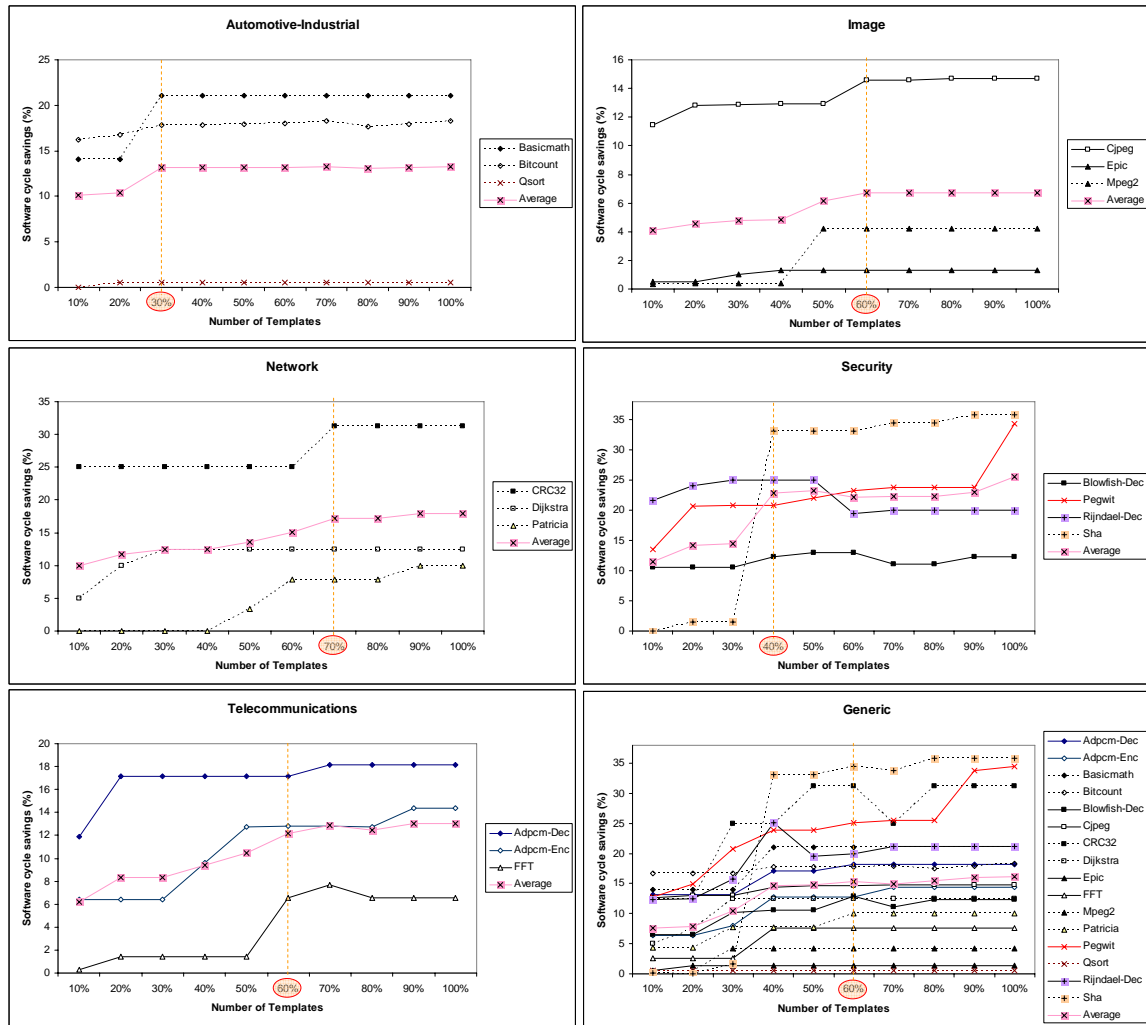 Automotive-Industrial
Software cycle savings (%)
25
20
15
10
5
0
10% 20% 30% 40% 50% 60% 70% 80% 90% 100%
Number of Templates
Basicmath
Bitcount
Qsort
Average
Image
Software cycle savings (%)
16
14
12
10
8
6
4
2
0
10% 20% 30% 40% 50% 60% 70% 80% 90% 100%
Number of Templates
Cjpeg
Epic
Mpeg2
Average
Network
Software cycle savings (%)
35
30
25
20
15
10
5
0
10% 20% 30% 40% 50% 60% 70% 80% 90% 100%
Number of Templates
CRC32
Dijkstra
Patricia
Average
Security
Software cycle savings (%)
35
30
25
20
15
10
5
0
10% 20% 30% 40% 50% 60% 70% 80% 90% 100%
Number of Templates
Blowfish-Dec
Pegwit
Rijndael-Dec
Sha
Average
Telecommunications
Software cycle savings (%)
20
18
16
14
12
10
8
6
4
2
0
10% 20% 30% 40% 50% 60% 70% 80% 90% 100%
Number of Templates
Adpcm-Dec
Adpcm-Enc
FFT
Average
Generic
Software cycle savings (%)
35
30
25
20
15
10
5
0
10% 20% 30% 40% 50% 60% 70% 80% 90% 100%
Number of Templates
Adpcm-Dec
Adpcm-Enc
Basicmath
Bitcount
Blowfish-Dec
Cjpeg
CRC32
Dijkstra
Epic
FFT
Mpeg2
Patricia
Pegwit
Qsort
Rijndael-Dec
Sha
Average